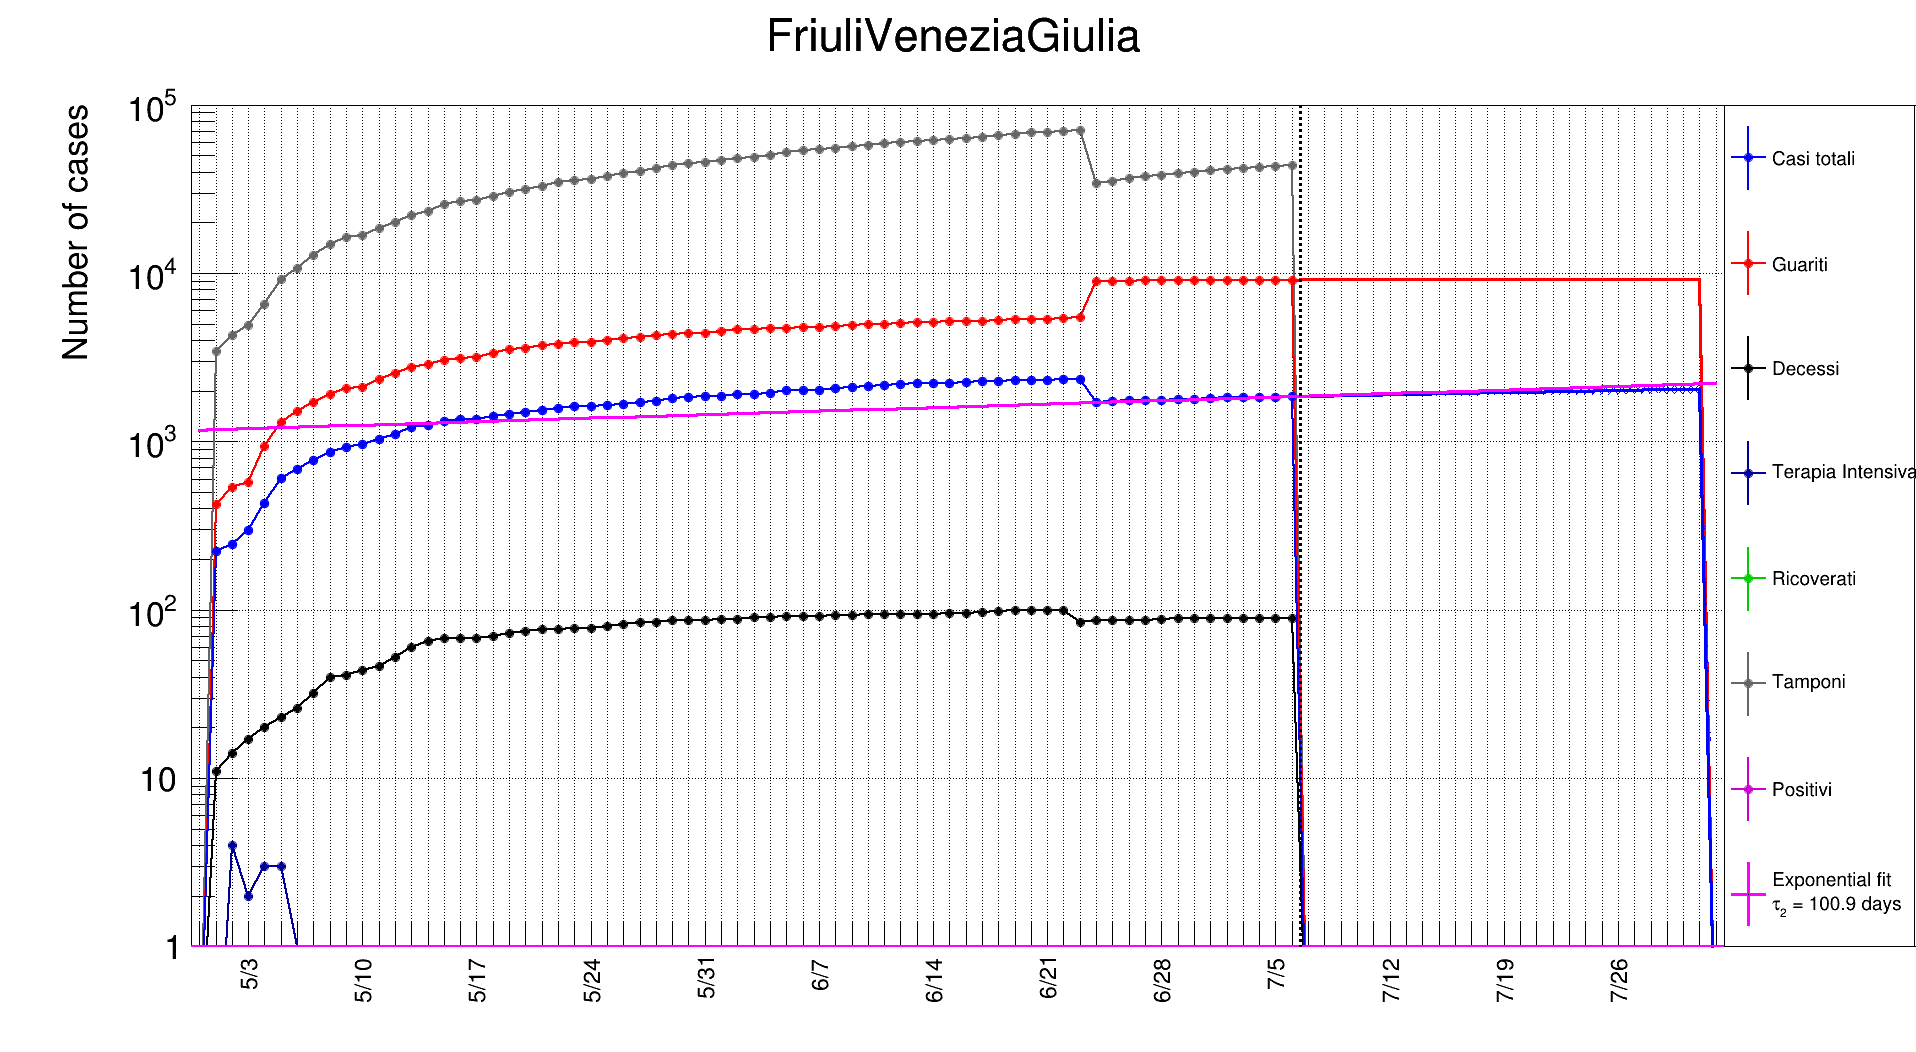 FriuliVeneziaGiulia
Number of cases
10^5
10^4
10^3
10^2
10
1
5/3
5/10
5/17
5/24
5/31
6/7
6/14
6/21
6/28
7/5
7/12
7/19
7/26
Casi totali
Guariti
Decessi
Terapia Intensiva
Ricoverati
Tamponi
Positivi
Exponential fit
τ₂ = 100.9 days